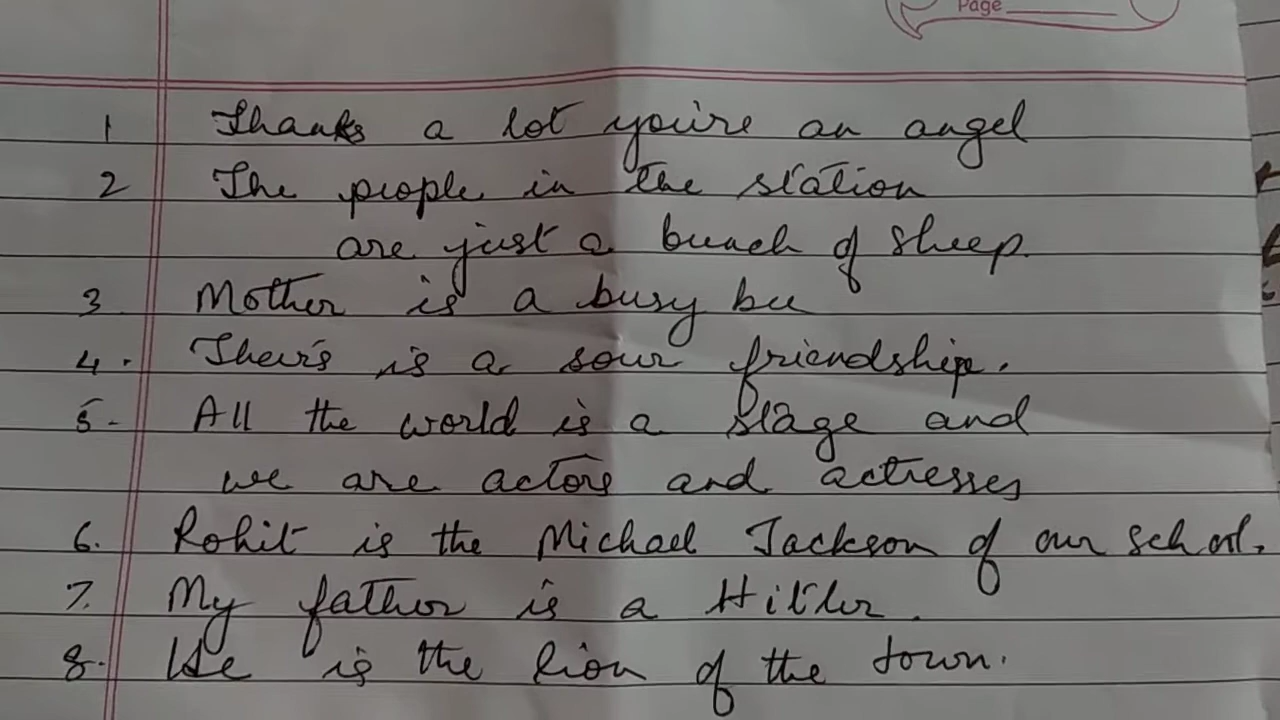 Page
1 Thanks a lot you're an angel
2 The people in the station
are just a bunch of sheep.
3 Mother is a busy bee
4. Their's is a sour friendship.
5- All the world is a stage and
we are actors and actresses
6. Rohit is the Michael Jackson of our school.
7. My father is a Hitler.
8. He is the lion of the town.